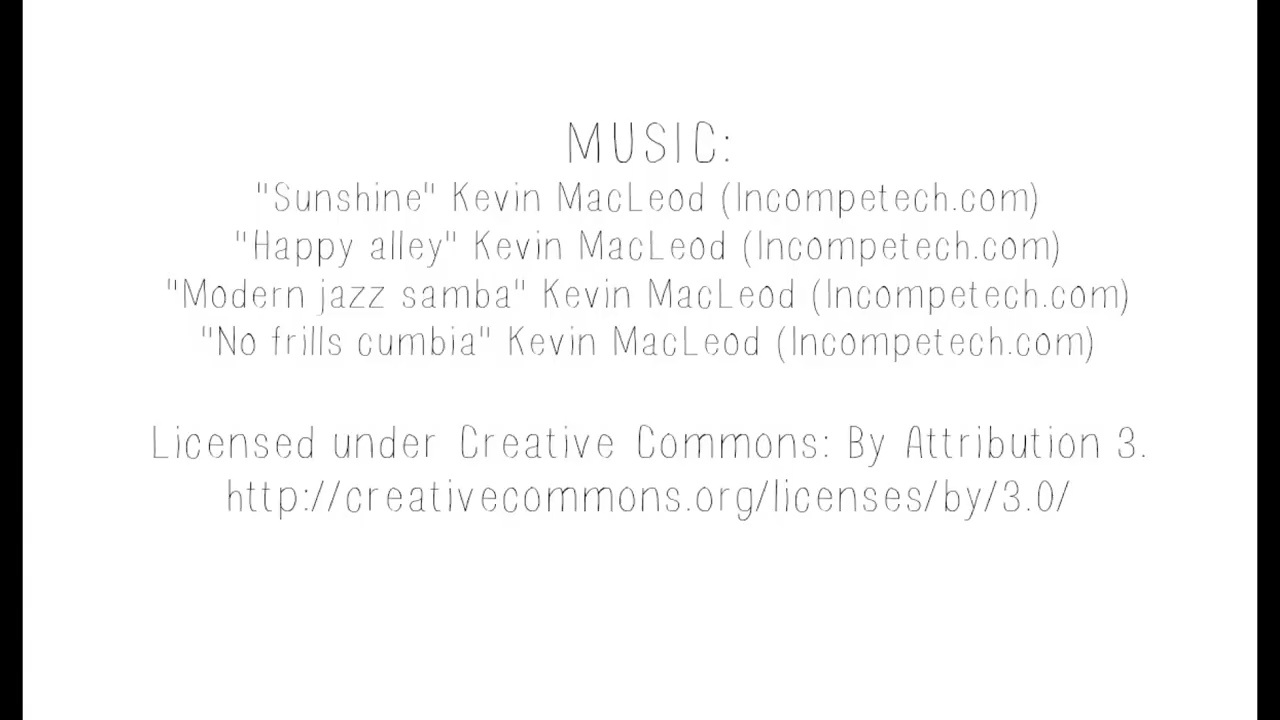 MUSIC:
"Sunshine" Kevin MacLeod (Incompetech.com)
"Happy alley" Kevin MacLeod (Incompetech.com)
"Modern jazz samba" Kevin MacLeod (Incompetech.com)
"No frills cumbia" Kevin MacLeod (Incompetech.com)
Licensed under Creative Commons: By Attribution 3.
http://creativecommons.org/licenses/by/3.0/